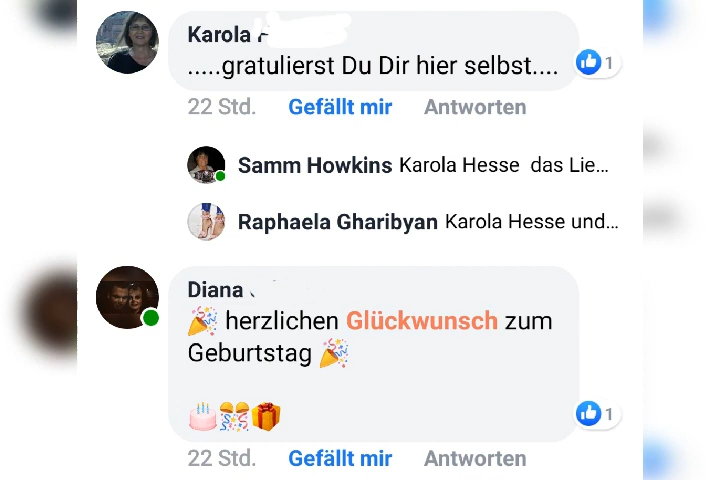 Karola
.....gratulierst Du Dir hier selbst....
1
22 Std. Gefällt mir Antworten
Samm Howkins Karola Hesse das Lie...
Raphaela Gharibyan Karola Hesse und...
Diana
🎉 herzlichen Glückwunsch zum
Geburtstag 🎉
🎂🎊🎁
1
22 Std. Gefällt mir Antworten